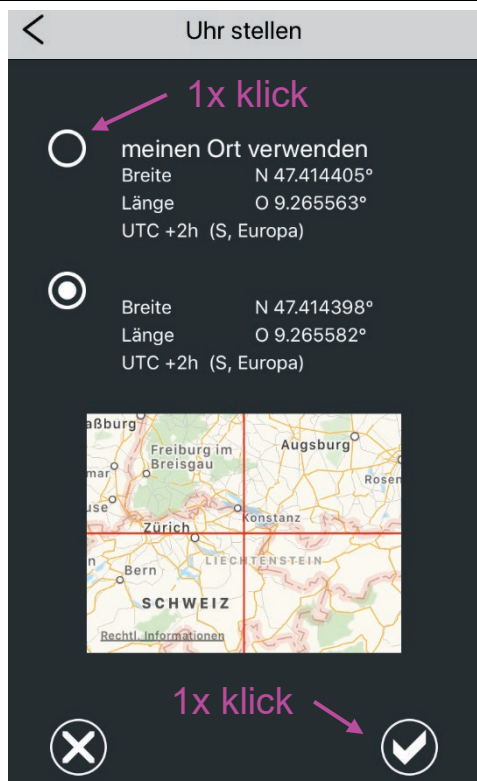 Uhr stellen
1x klick
meinen Ort verwenden
Breite N 47.414405°
Länge O 9.265563°
UTC +2h (S, Europa)
Breite N 47.414398°
Länge O 9.265582°
UTC +2h (S, Europa)
aßburg
Augsburg
Freiburg im
Breisgau
mar
Rosen
use
Konstanz
Zürich
n
LIECHTENSTEIN
Bern
SCHWEIZ
Rechtl. Informationen
1x klick